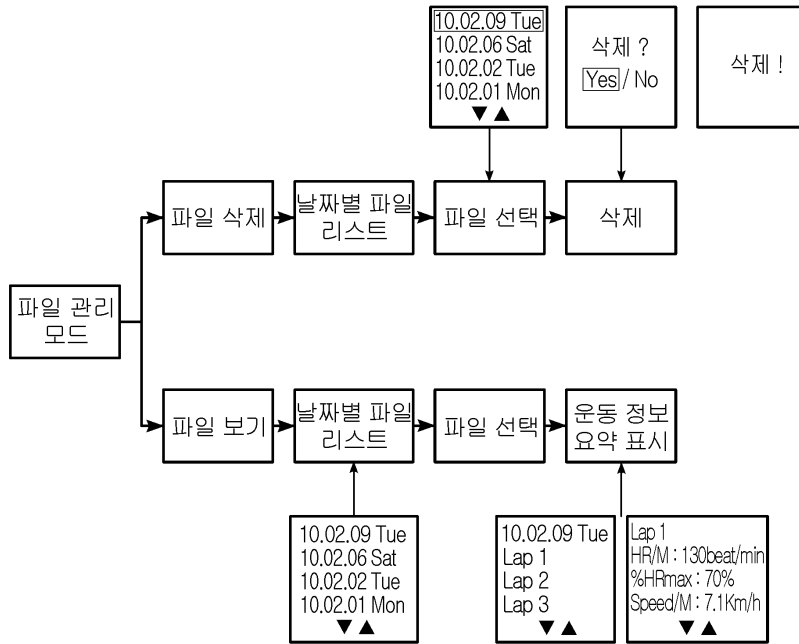 10.02.09 Tue
10.02.06 Sat
10.02.02 Tue
10.02.01 Mon
▼ ▲
삭제 ?
Yes / No
삭제 !
파일 삭제
날짜별 파일
리스트
파일 선택
삭제
파일 관리
모드
파일 보기
날짜별 파일
리스트
파일 선택
운동 정보
요약 표시
10.02.09 Tue
10.02.06 Sat
10.02.02 Tue
10.02.01 Mon
▼ ▲
10.02.09 Tue
Lap 1
Lap 2
Lap 3
▼ ▲
Lap 1
HR/M : 130beat/min
%HRmax : 70%
Speed/M : 7.1Km/h
▼ ▲